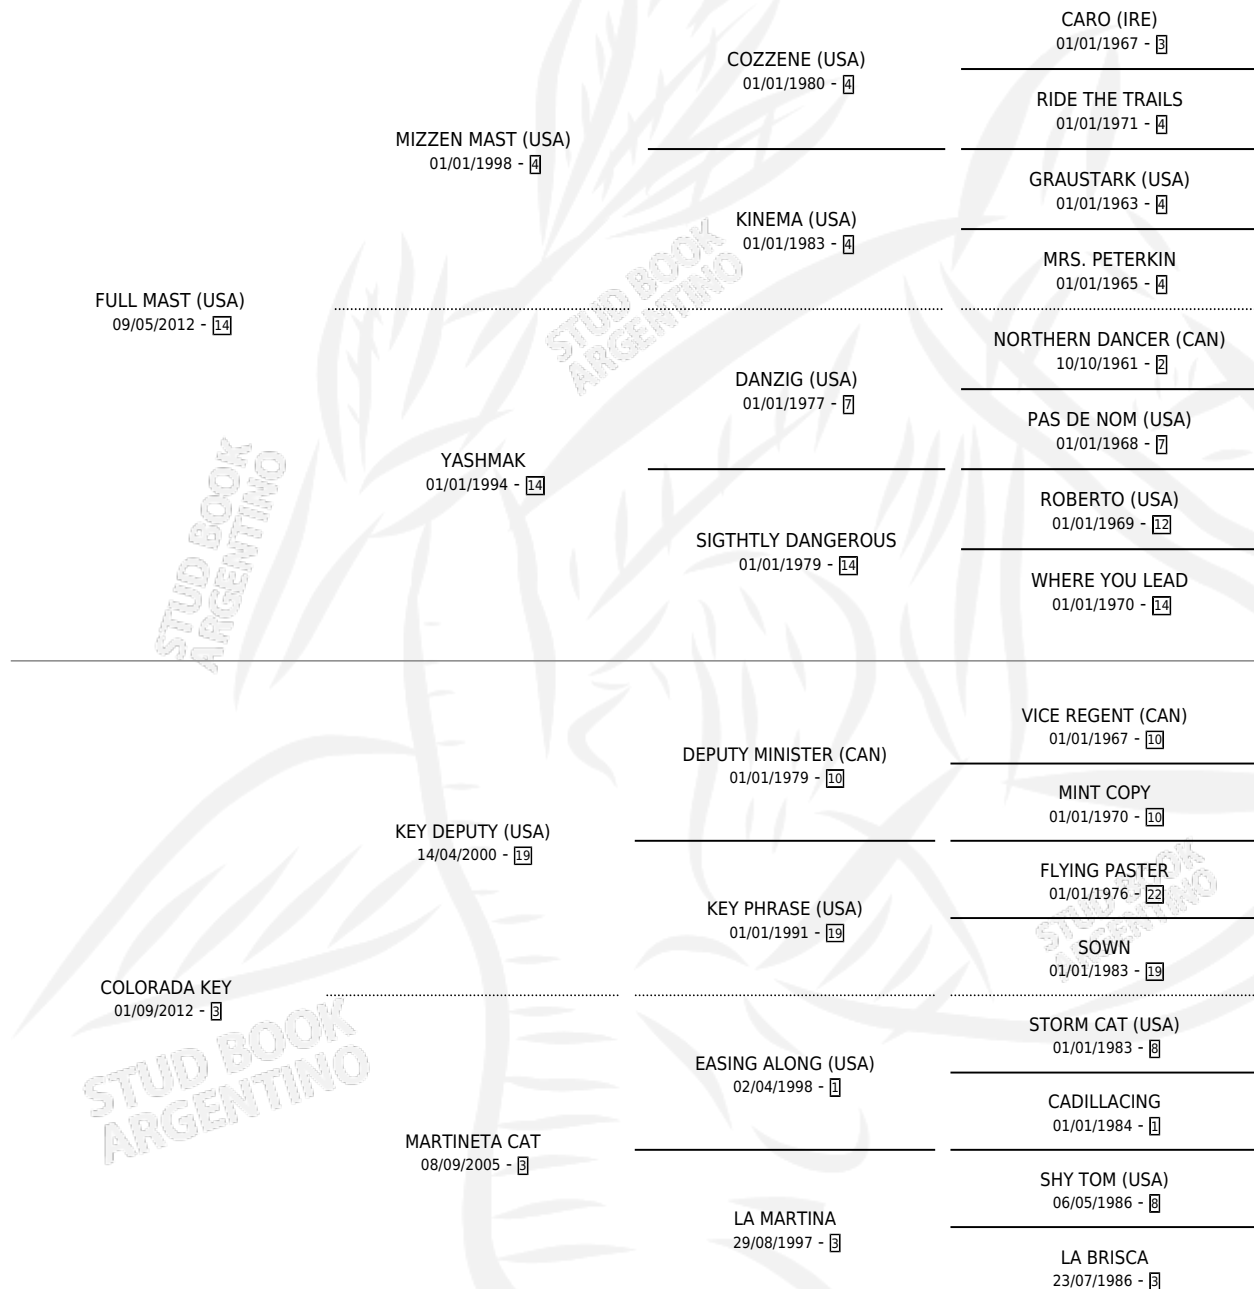 CARO (IRE)
01/01/1967 - 3
COZZENE (USA)
01/01/1980 - 4
RIDE THE TRAILS
01/01/1971 - 4
MIZZEN MAST (USA)
01/01/1998 - 4
GRAUSTARK (USA)
01/01/1963 - 4
KINEMA (USA)
01/01/1983 - 4
MRS. PETERKIN
01/01/1965 - 4
FULL MAST (USA)
09/05/2012 - 14
NORTHERN DANCER (CAN)
10/10/1961 - 2
DANZIG (USA)
01/01/1977 - 7
PAS DE NOM (USA)
01/01/1968 - 7
YASHMAK
01/01/1994 - 14
ROBERTO (USA)
01/01/1969 - 12
SIGTHTLY DANGEROUS
01/01/1979 - 14
WHERE YOU LEAD
01/01/1970 - 14
VICE REGENT (CAN)
01/01/1967 - 10
DEPUTY MINISTER (CAN)
01/01/1979 - 10
MINT COPY
01/01/1970 - 10
KEY DEPUTY (USA)
14/04/2000 - 19
FLYING PASTER
01/01/1976 - 22
KEY PHRASE (USA)
01/01/1991 - 19
SOWN
01/01/1983 - 19
COLORADA KEY
01/09/2012 - 3
STORM CAT (USA)
01/01/1983 - 8
EASING ALONG (USA)
02/04/1998 - 1
CADILLACING
01/01/1984 - 1
MARTINETA CAT
08/09/2005 - 3
SHY TOM (USA)
06/05/1986 - 8
LA MARTINA
29/08/1997 - 3
LA BRISCA
23/07/1986 - 3
STUD BOOK
ARGENTINO
STUD BOOK
ARGENTINO
STUD BOOK
ARGENTINO
STUD BOOK
ARGENTINO